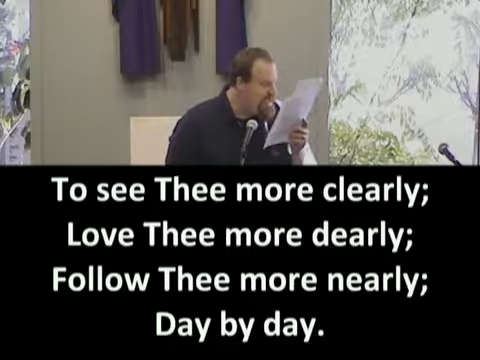 To see Thee more clearly;
Love Thee more dearly;
Follow Thee more nearly;
Day by day.